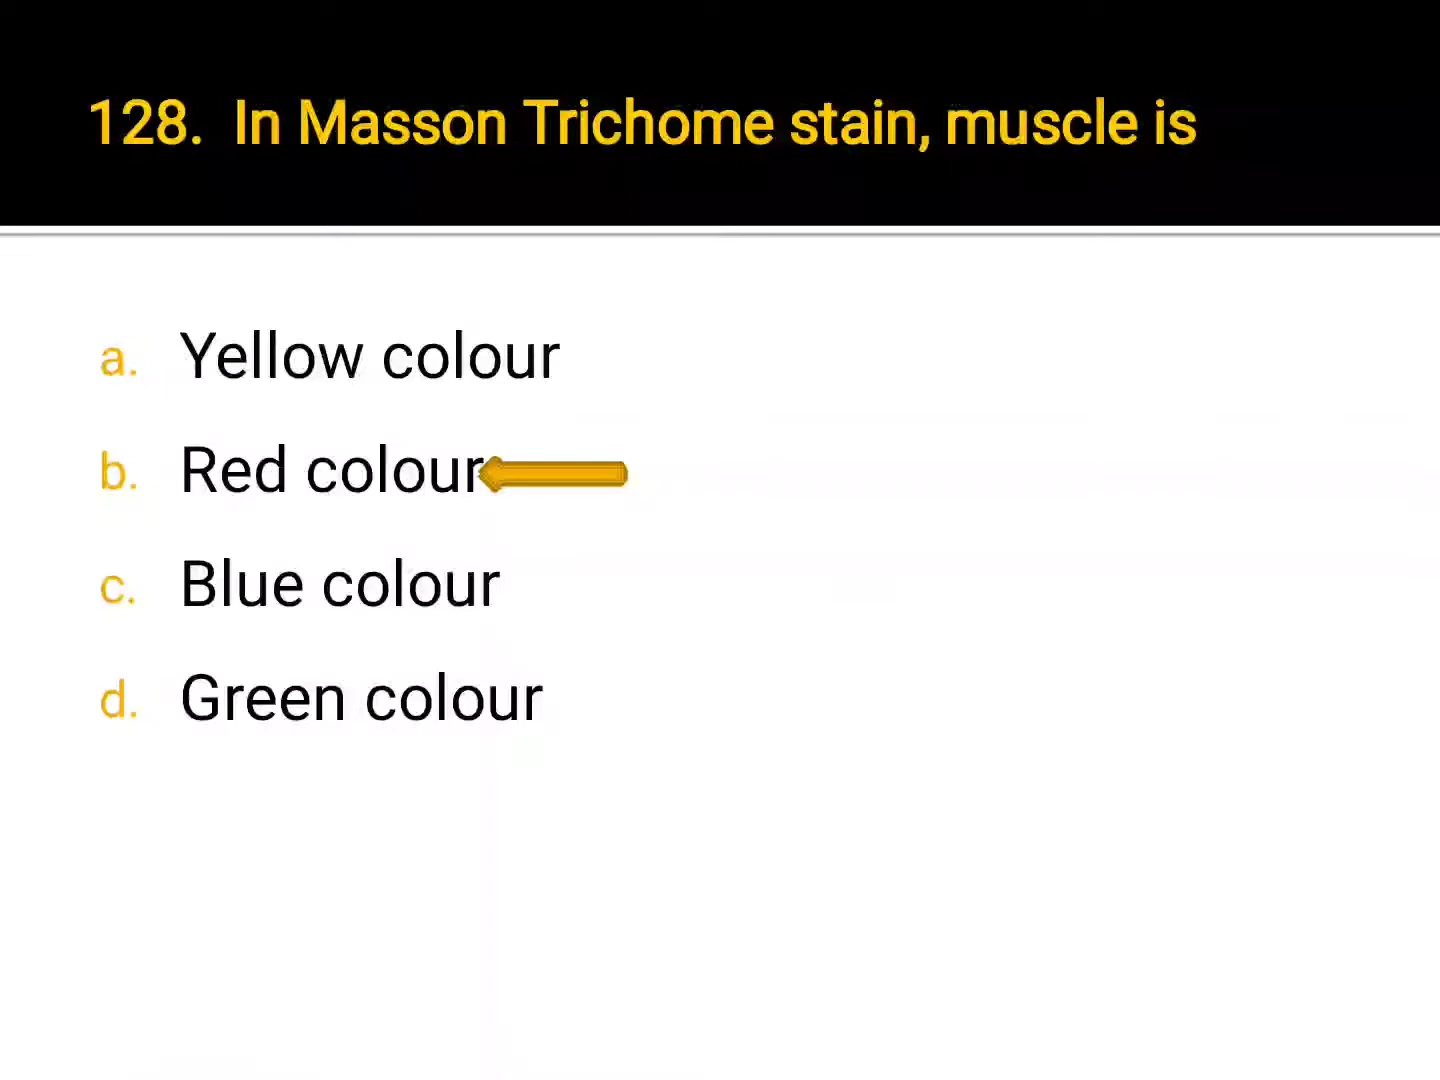 128. In Masson Trichome stain, muscle is
a. Yellow colour
b. Red colour
c. Blue colour
d. Green colour